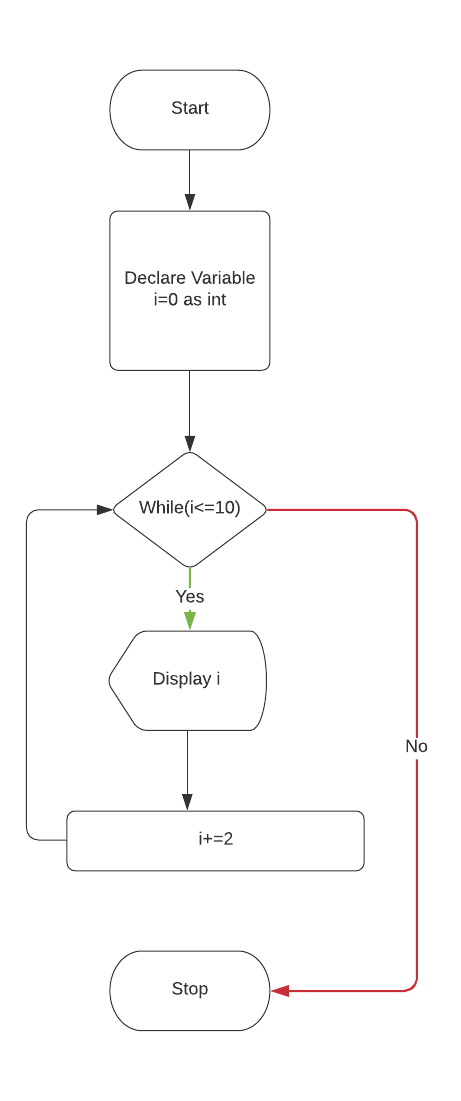 Start
Declare Variable
i=0 as int
While(i<=10)
Yes
Display i
No
i+=2
Stop